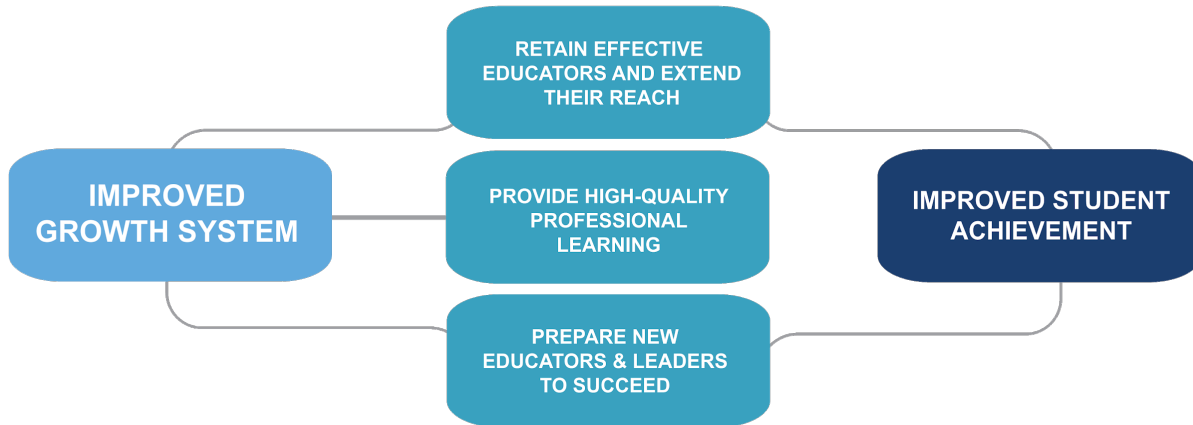 RETAIN EFFECTIVE
EDUCATORS AND EXTEND
THEIR REACH
IMPROVED
GROWTH SYSTEM
PROVIDE HIGH-QUALITY
PROFESSIONAL
LEARNING
IMPROVED STUDENT
ACHIEVEMENT
PREPARE NEW
EDUCATORS & LEADERS
TO SUCCEED